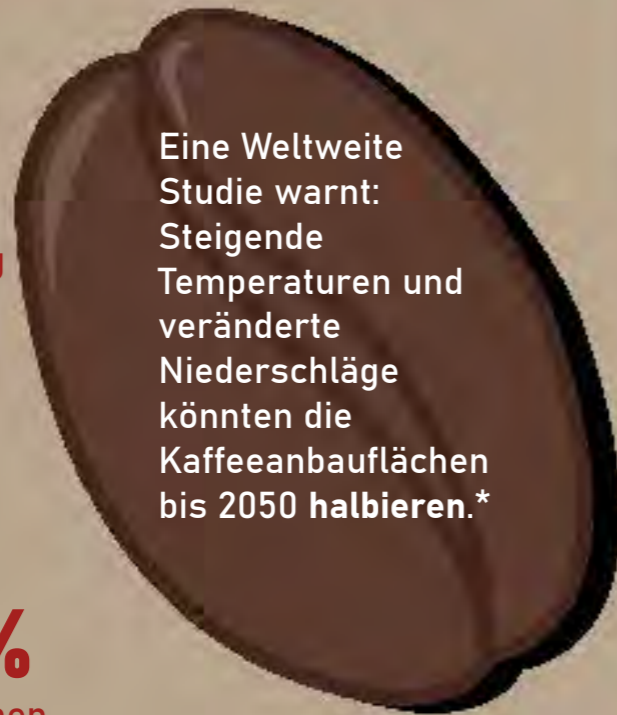 Eine Weltweite
Studie warnt:
Steigende
Temperaturen und
veränderte
Niederschläge
könnten die
Kaffeeanbauflächen
bis 2050 halbieren.*
%